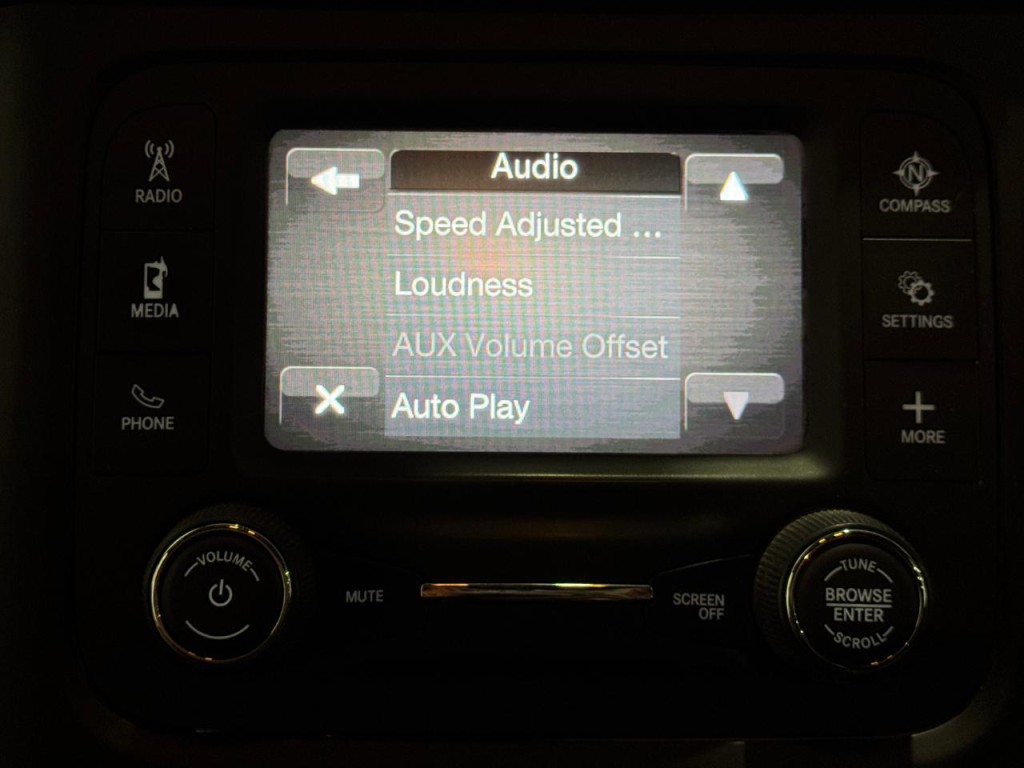 Audio
Speed Adjusted ...
Loudness
AUX Volume Offset
Auto Play
RADIO
MEDIA
PHONE
N
COMPASS
SETTINGS
MORE
VOLUME
MUTE
SCREEN
OFF
TUNE
BROWSE
ENTER
SCROLL